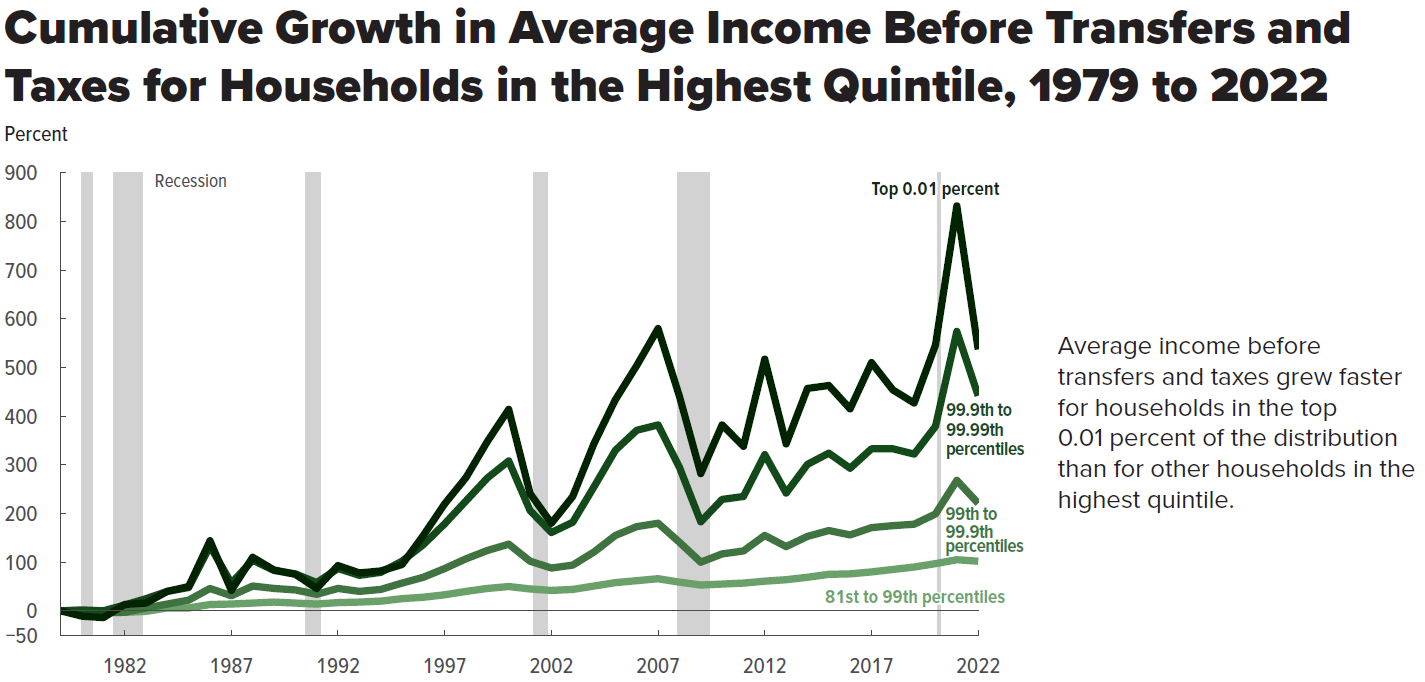 Cumulative Growth in Average Income Before Transfers and
Taxes for Households in the Highest Quintile, 1979 to 2022
Percent
900
800
700
600
500
400
300
200
100
0
−50
Recession
Top 0.01 percent
99.9th to
99.99th
percentiles
99th to
99.9th
percentiles
81st to 99th percentiles
1982 1987 1992 1997 2002 2007 2012 2017 2022
Average income before
transfers and taxes grew faster
for households in the top
0.01 percent of the distribution
than for other households in the
highest quintile.